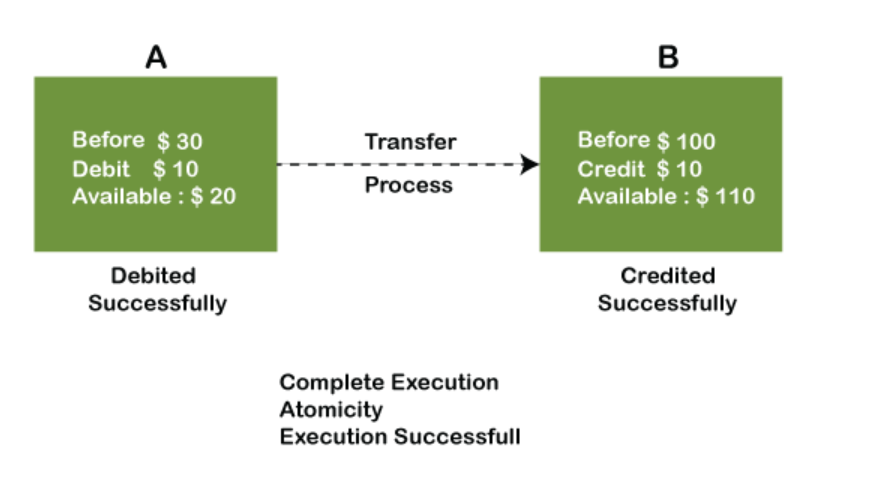 A
B
Before $ 30
Debit $ 10
Available : $ 20
Transfer
Process
Before $ 100
Credit $ 10
Available : $ 110
Debited
Successfully
Credited
Successfully
Complete Execution
Atomicity
Execution Successfull